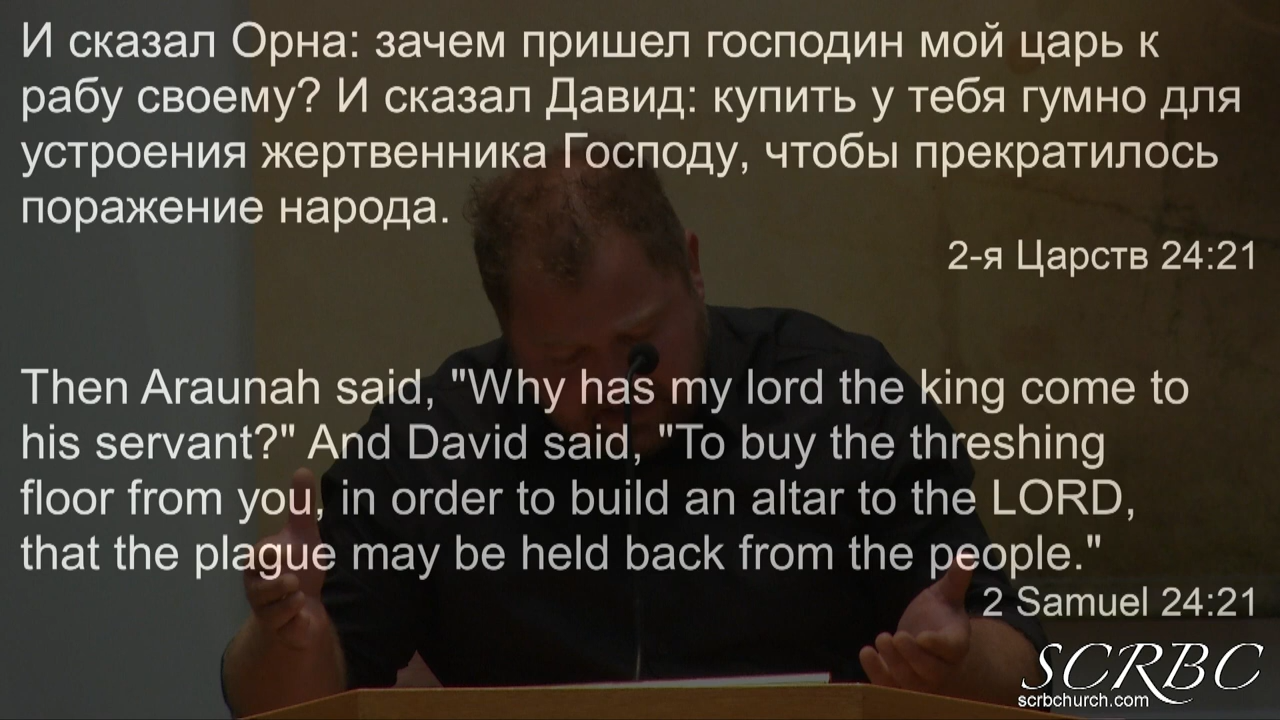 И сказал Орна: зачем пришел господин мой царь к
рабу своему? И сказал Давид: купить у тебя гумно для
устроения жертвенника Господу, чтобы прекратилось
поражение народа.
2-я Царств 24:21
Then Araunah said, "Why has my lord the king come to
his servant?" And David said, "To buy the threshing
floor from you, in order to build an altar to the LORD,
that the plague may be held back from the people."
2 Samuel 24:21
SCRBC
scrbchurch.com